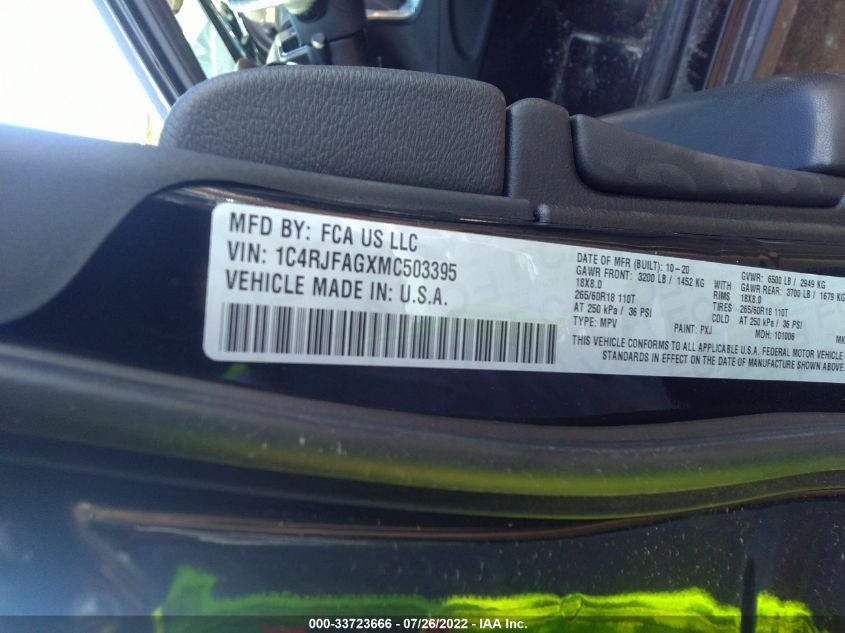 MFD BY: FCA US LLC
VIN: 1C4RJFAGXMC503395
VEHICLE MADE IN: U.S.A.
DATE OF MFR (BUILT): 10-20 GVWR: 6500 LB / 2949 KG
GAWR FRONT: 3200 LB / 1452 KG WITH GAWR REAR: 3700 LB / 1679 KG
18X8.0 RIMS 18X8.0
265/60R18 110T TIRES 265/60R18 110T
AT 250 kPa / 36 PSI COLD AT 250 kPa / 36 PSI
TYPE: MPV PAINT: PXJ MDH: 101006 MK
THIS VEHICLE CONFORMS TO ALL APPLICABLE U.S.A. FEDERAL MOTOR VEHICLE
STANDARDS IN EFFECT ON THE DATE OF MANUFACTURE SHOWN ABOVE
000-33723666 - 07/26/2022 - IAA Inc.